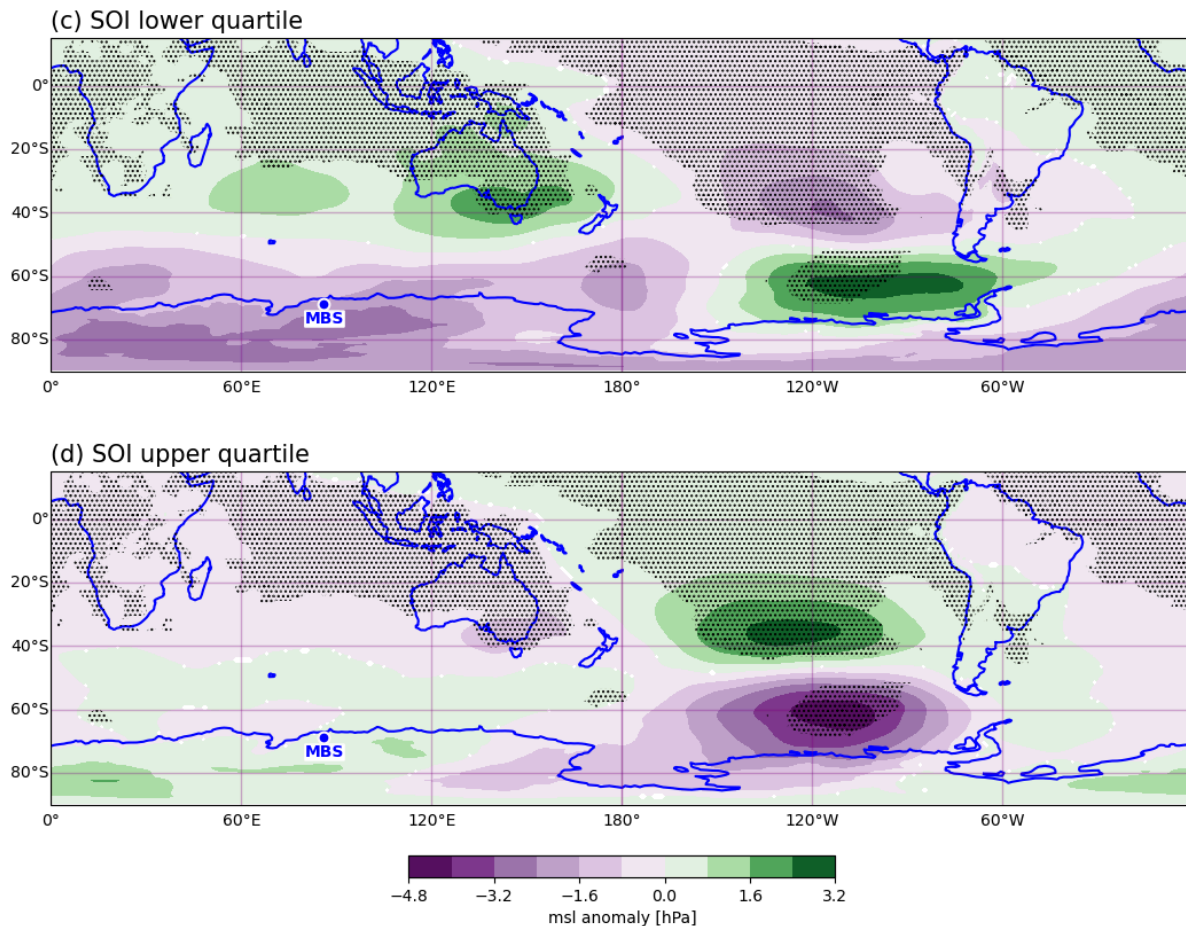 (c) SOI lower quartile
0°
20°S
40°S
60°S
80°S
MBS
0° 60°E 120°E 180° 120°W 60°W
(d) SOI upper quartile
0°
20°S
40°S
60°S
80°S
MBS
0° 60°E 120°E 180° 120°W 60°W
−4.8 −3.2 −1.6 0.0 1.6 3.2
msl anomaly [hPa]